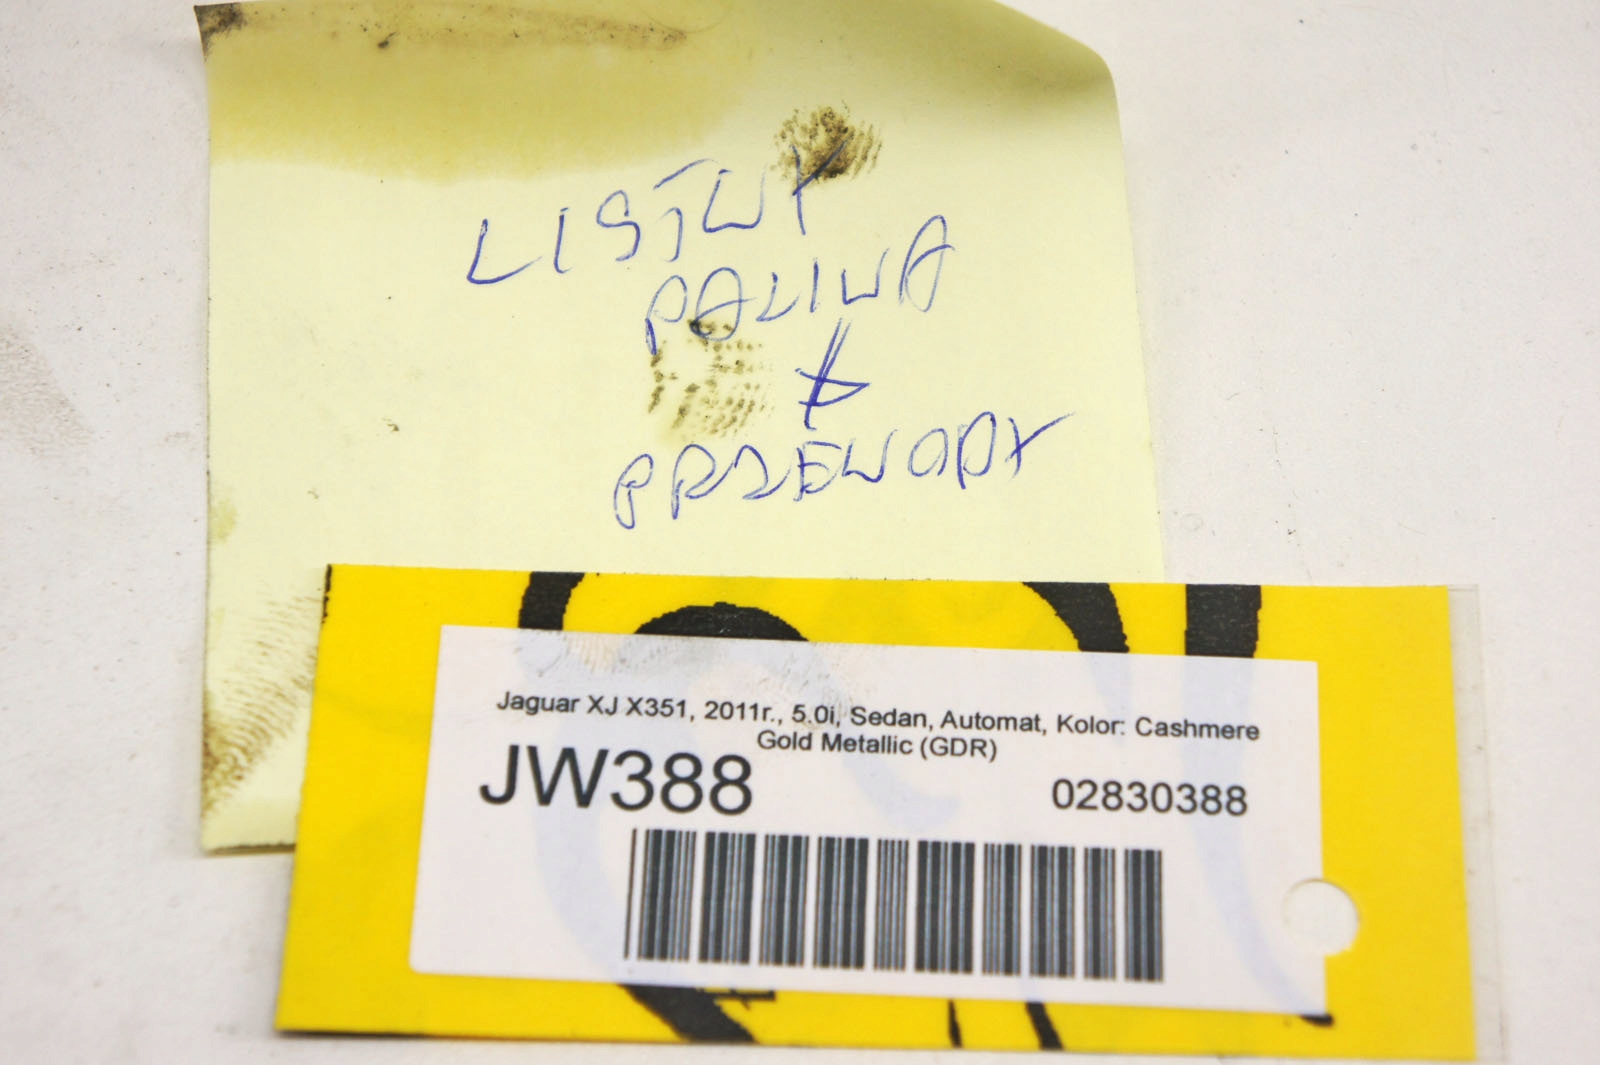 LISTWY
PALIWA
+
PRZEWODY
Jaguar XJ X351, 2011r., 5.0i, Sedan, Automat, Kolor: Cashmere
Gold Metallic (GDR)
JW388 02830388